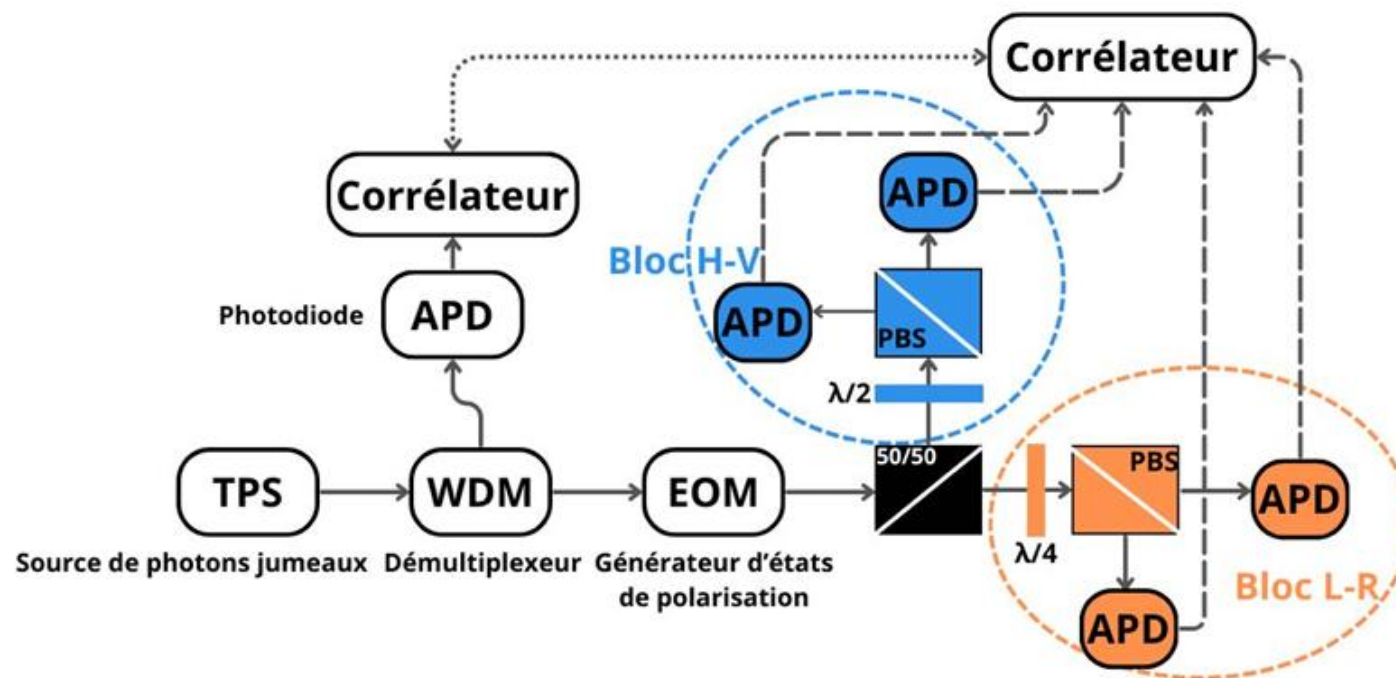 Corrélateur
Corrélateur
APD
Bloc H-V
Photodiode
APD
APD
PBS
λ/2
50/50
PBS
TPS
WDM
EOM
APD
λ/4
Source de photons jumeaux
Démultiplexeur
Générateur d'états
de polarisation
Bloc L-R
APD